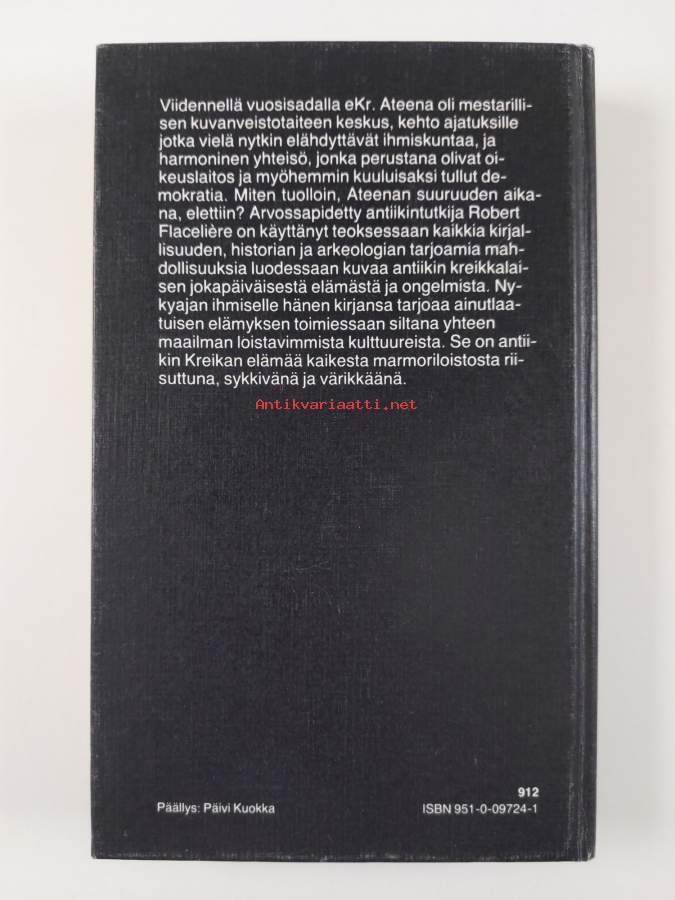 Viidennellä vuosisadalla eKr. Ateena oli mestarilli-
sen kuvanveistotaiteen keskus, kehto ajatuksille
jotka vielä nytkin elähdyttävät ihmiskuntaa, ja
harmoninen yhteisö, jonka perustana olivat oi-
keuslaitos ja myöhemmin kuuluisaksi tullut de-
mokratia. Miten tuolloin, Ateenan suuruuden aika-
na, elettiin? Arvossapidetty antiikintutkija Robert
Flacelière on käyttänyt teoksessaan kaikkia kirjal-
lisuuden, historian ja arkeologian tarjoamia mah-
dollisuuksia luodessaan kuvaa antiikin kreikkalai-
sen jokapäiväisestä elämästä ja ongelmista. Ny-
kyajan ihmiselle hänen kirjansa tarjoaa ainutlaa-
tuisen elämyksen toimiessaan siltana yhteen
maailman loistavimmista kulttuureista. Se on antii-
kin Kreikan elämää kaikesta marmoriloistosta rii-
suttuna, sykkivänä ja värikkäänä.
Antikvariaatti.net
912
Päällys: Päivi Kuokka
ISBN 951-0-09724-1